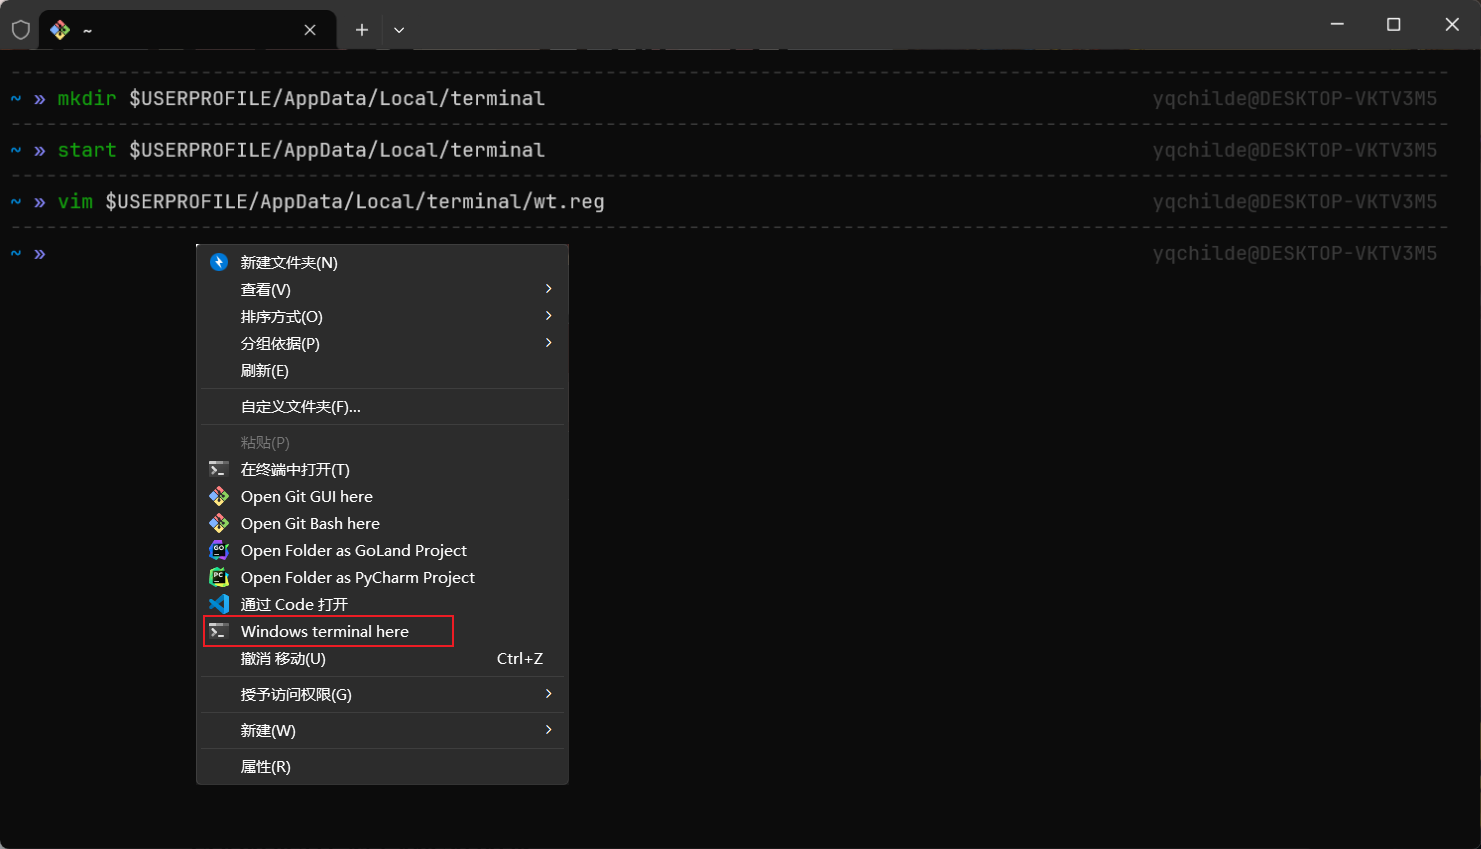 ~
~ » mkdir $USERPROFILE/AppData/Local/terminal yqchilde@DESKTOP-VKTV3M5
~ » start $USERPROFILE/AppData/Local/terminal yqchilde@DESKTOP-VKTV3M5
~ » vim $USERPROFILE/AppData/Local/terminal/wt.reg yqchilde@DESKTOP-VKTV3M5
~ » yqchilde@DESKTOP-VKTV3M5
新建文件夹(N)
查看(V)
排序方式(O)
分组依据(P)
刷新(E)
自定义文件夹(F)...
粘贴(P)
在终端中打开(T)
Open Git GUI here
Open Git Bash here
Open Folder as GoLand Project
Open Folder as PyCharm Project
通过 Code 打开
Windows terminal here
撤消 移动(U) Ctrl+Z
授予访问权限(G)
新建(W)
属性(R)